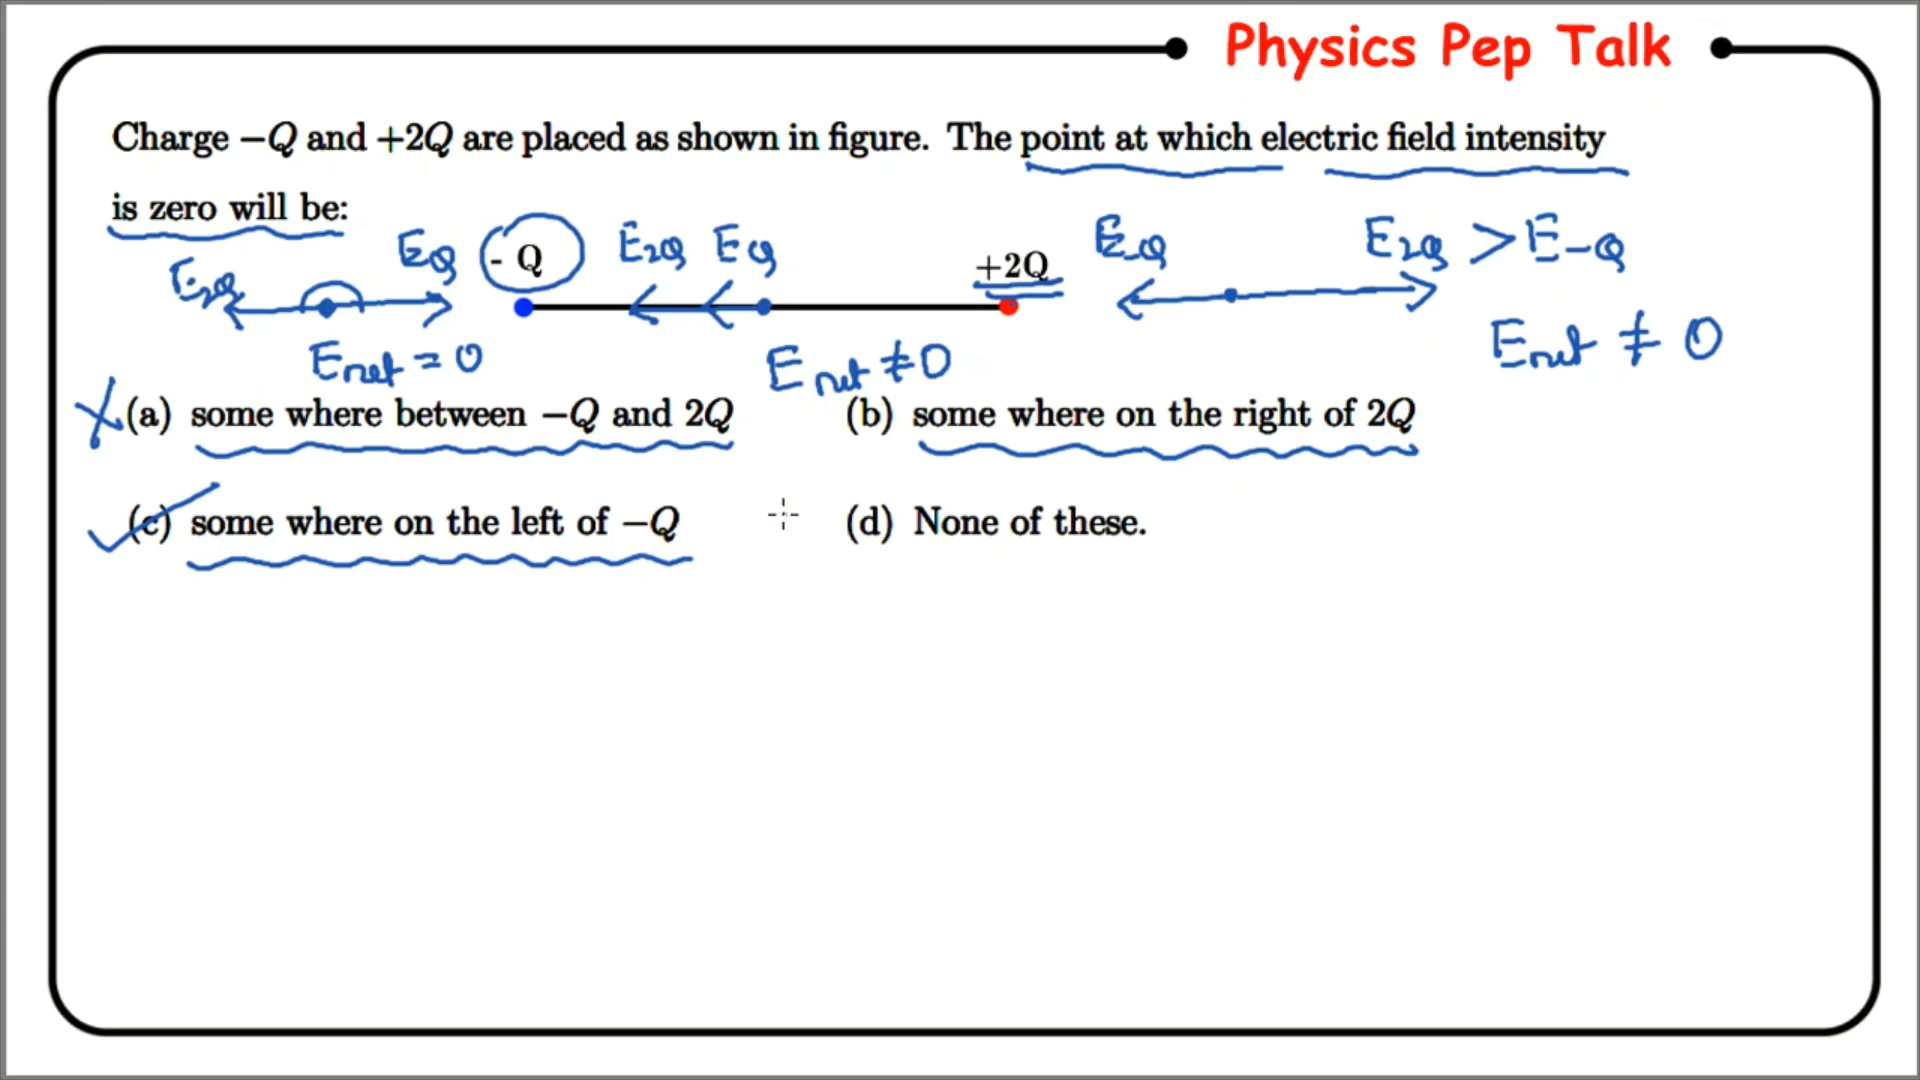 Physics Pep Talk
Charge −Q and +2Q are placed as shown in figure. The point at which electric field intensity
is zero will be:
E2Q EQ - Q E2Q EQ +2Q E-Q E2Q > E-Q
Enet = 0 Enet ≠ 0 Enet ≠ 0
(a) some where between −Q and 2Q (b) some where on the right of 2Q
(c) some where on the left of −Q (d) None of these.